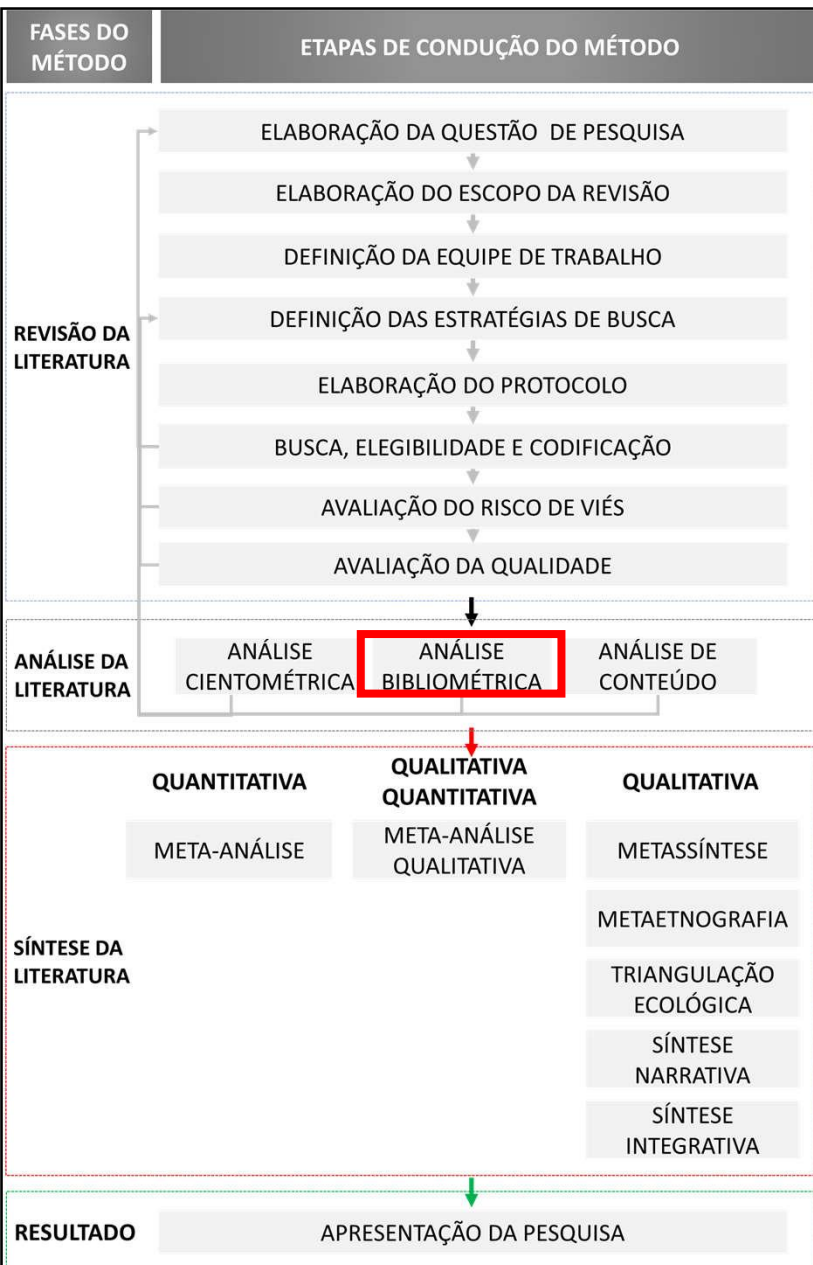 FASES DO
MÉTODO
ETAPAS DE CONDUÇÃO DO MÉTODO
REVISÃO DA
LITERATURA
ELABORAÇÃO DA QUESTÃO DE PESQUISA
ELABORAÇÃO DO ESCOPO DA REVISÃO
DEFINIÇÃO DA EQUIPE DE TRABALHO
DEFINIÇÃO DAS ESTRATÉGIAS DE BUSCA
ELABORAÇÃO DO PROTOCOLO
BUSCA, ELEGIBILIDADE E CODIFICAÇÃO
AVALIAÇÃO DO RISCO DE VIÉS
AVALIAÇÃO DA QUALIDADE
ANÁLISE DA
LITERATURA
ANÁLISE
CIENTOMÉTRICA
ANÁLISE
BIBLIOMÉTRICA
ANÁLISE DE
CONTEÚDO
SÍNTESE DA
LITERATURA
QUANTITATIVA
META-ANÁLISE
QUALITATIVA
QUANTITATIVA
META-ANÁLISE
QUALITATIVA
QUALITATIVA
METASSÍNTESE
METAETNOGRAFIA
TRIANGULAÇÃO
ECOLÓGICA
SÍNTESE
NARRATIVA
SÍNTESE
INTEGRATIVA
RESULTADO
APRESENTAÇÃO DA PESQUISA